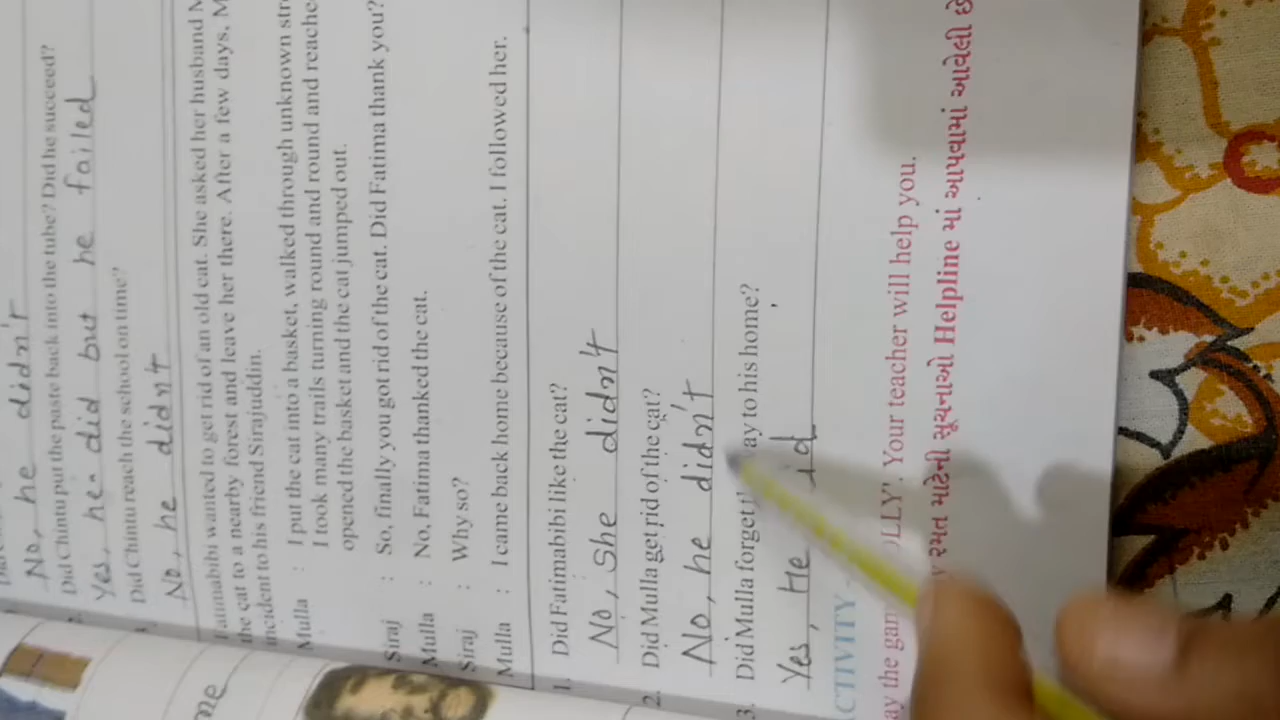 No, he didn't
Did Chintu put the paste back into the tube? Did he succeed?
Yes, he did but he failed
Did Chintu reach the school on time?
No, he didn't
Fatimabibi wanted to get rid of an old cat. She asked her husband
the cat to a nearby forest and leave her there. After a few days,
incident to his friend Sirajuddin.
Mulla : I put the cat into a basket, walked through unknown
I took many trails turning round and round and
opened the basket and the cat jumped out.
Siraj : So, finally you got rid of the cat. Did Fatima thank you?
Mulla : No, Fatima thanked the cat.
Siraj : Why so?
Mulla : I came back home because of the cat. I followed her.
1. Did Fatimabibi like the cat?
No, she didn't
2. Did Mulla get rid of the cat?
No, he didn't
3. Did Mulla forget to his home?
Yes, He
ACTIVITY
the Your teacher will help you.
રમત માટેની સૂચનાઓ Helpline માં આપવામાં આવેલી છે
me